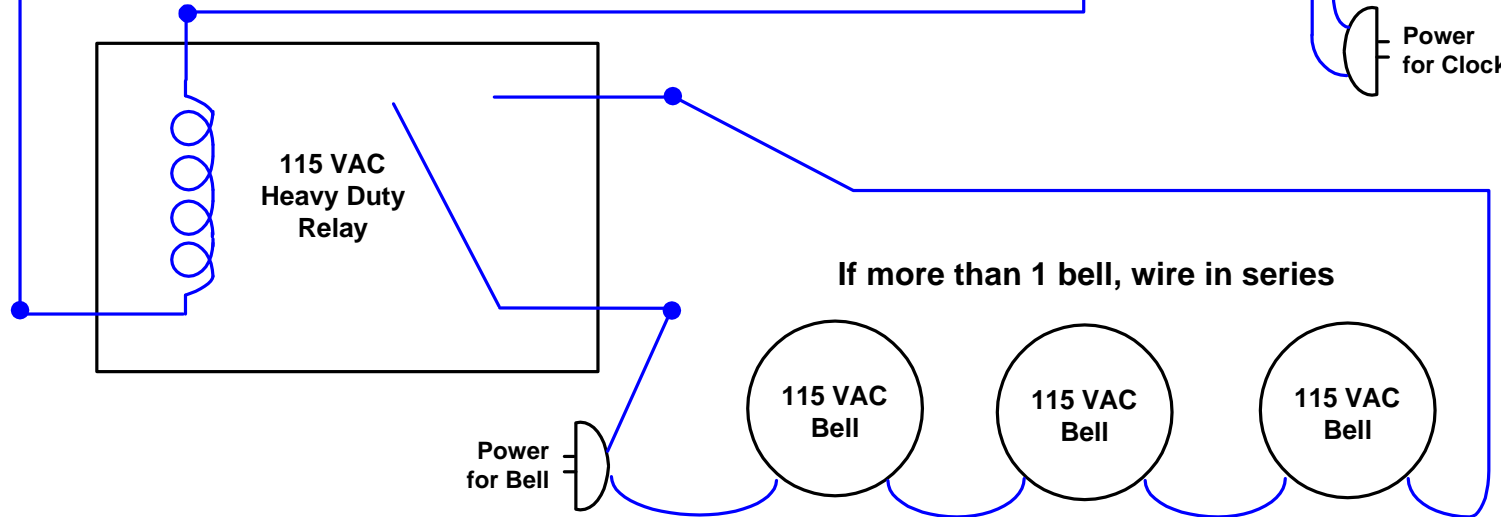 Power
for Clock
115 VAC
Heavy Duty
Relay
If more than 1 bell, wire in series
115 VAC
Bell
115 VAC
Bell
115 VAC
Bell
Power
for Bell